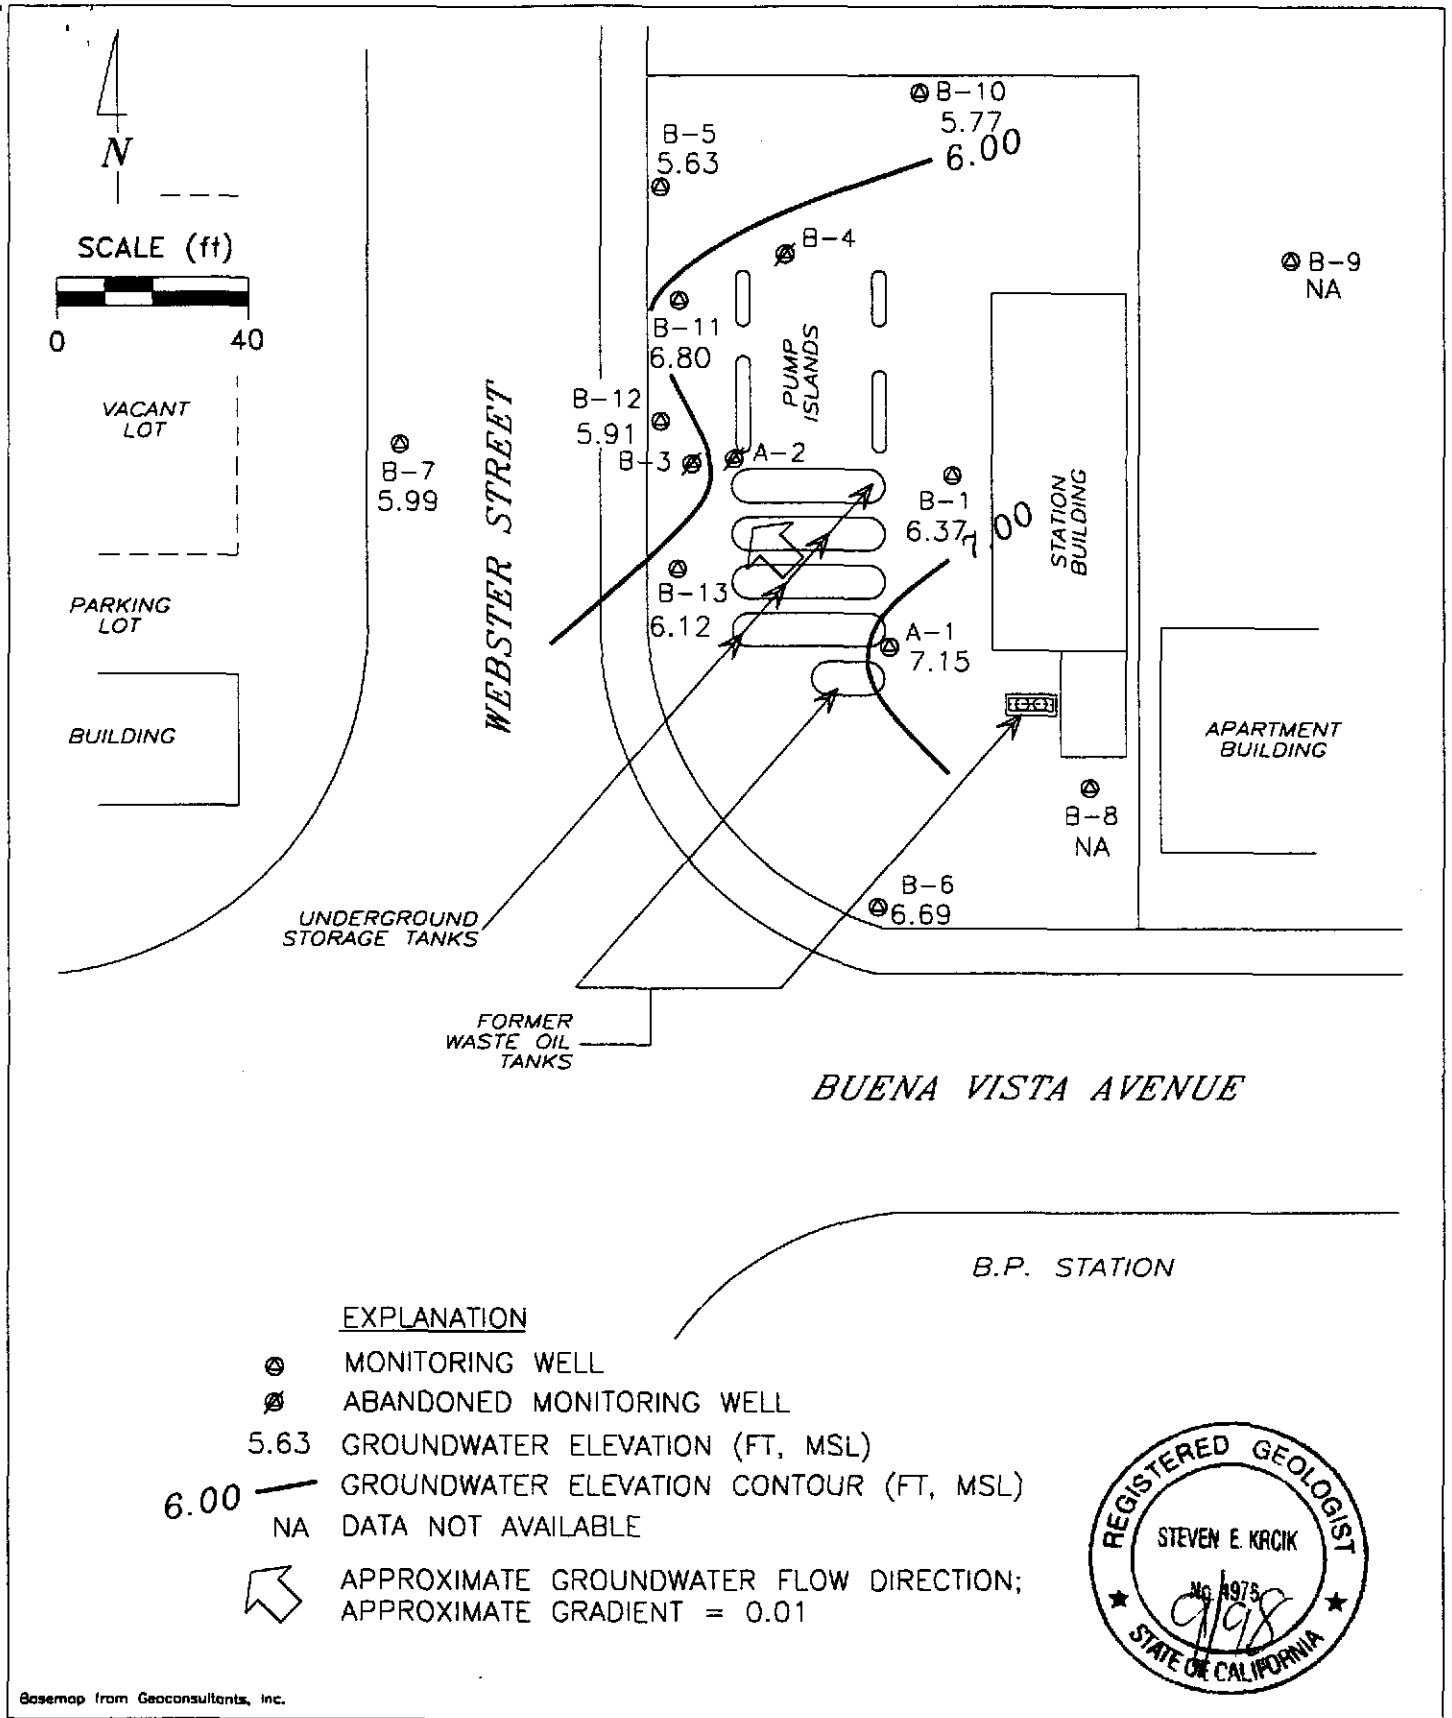 N
SCALE (ft)
0 40
B-10
5.77
6.00
B-5
5.63
B-4
B-9
NA
B-11
6.80
PUMP
ISLANDS
VACANT
LOT
B-12
5.91
B-3
A-2
B-7
5.99
WEBSTER STREET
B-1
6.37
7.00
STATION
BUILDING
B-13
6.12
A-1
7.15
PARKING
LOT
BUILDING
APARTMENT
BUILDING
B-8
NA
B-6
6.69
UNDERGROUND
STORAGE TANKS
FORMER
WASTE OIL
TANKS
BUENA VISTA AVENUE
B.P. STATION
EXPLANATION
MONITORING WELL
ABANDONED MONITORING WELL
5.63 GROUNDWATER ELEVATION (FT, MSL)
6.00 GROUNDWATER ELEVATION CONTOUR (FT, MSL)
NA DATA NOT AVAILABLE
APPROXIMATE GROUNDWATER FLOW DIRECTION;
APPROXIMATE GRADIENT = 0.01
REGISTERED GEOLOGIST
STEVEN E. KRCIK
No. 4975
9/98
STATE OF CALIFORNIA
Basemap from Geoconsultants, Inc.